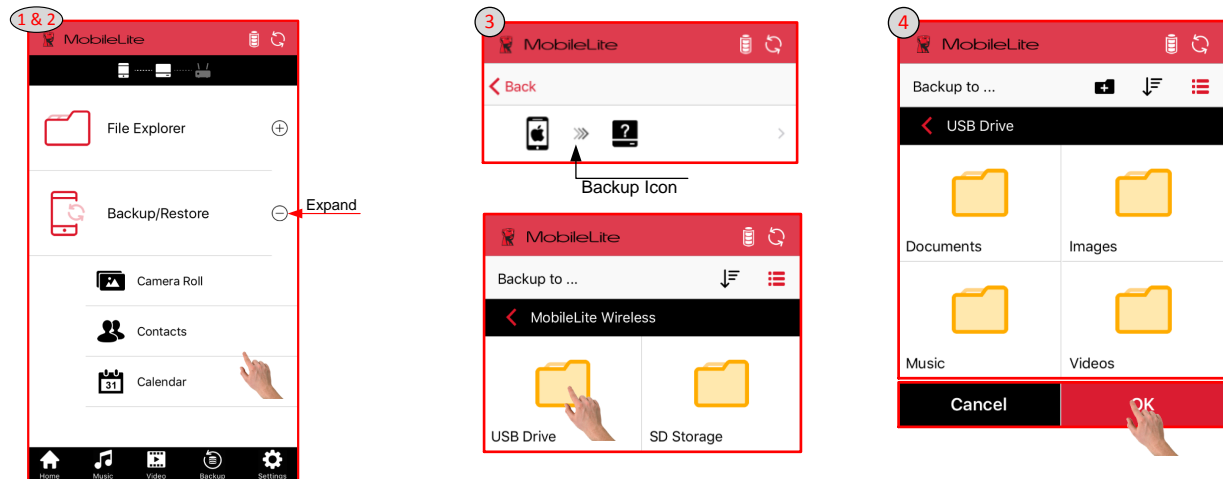 1 & 2
MobileLite
File Explorer
Backup/Restore
Expand
Camera Roll
Contacts
31
Calendar
Home
Music
Video
Backup
Settings
3
MobileLite
Back
?
Backup Icon
MobileLite
Backup to ...
MobileLite Wireless
USB Drive
SD Storage
4
MobileLite
Backup to ...
USB Drive
Documents
Images
Music
Videos
Cancel
OK